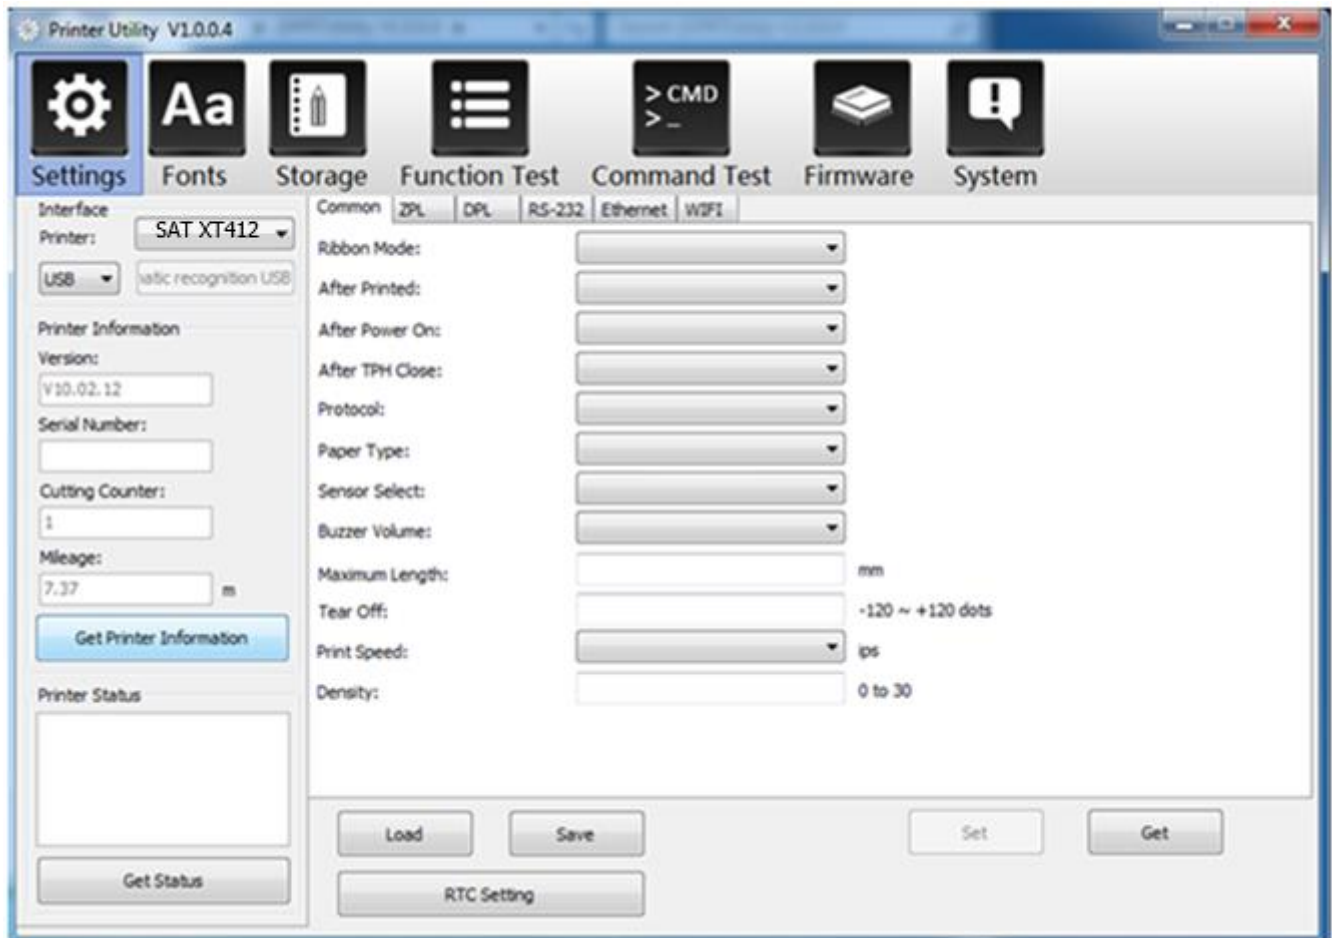 Printer Utility V1.0.0.4
Aa
> CMD
> _
Settings Fonts Storage Function Test Command Test Firmware System
Interface
Printer: SAT XT412
USB atic recognition USB
Printer Information
Version:
V10.02.12
Serial Number:
Cutting Counter:
1
Mileage:
7.37 m
Get Printer Information
Printer Status
Get Status
Common ZPL DPL RS-232 Ethernet WIFI
Ribbon Mode:
After Printed:
After Power On:
After TPH Close:
Protocol:
Paper Type:
Sensor Select:
Buzzer Volume:
Maximum Length: mm
Tear Off: -120 ~ +120 dots
Print Speed: ips
Density: 0 to 30
Load Save Set Get
RTC Setting